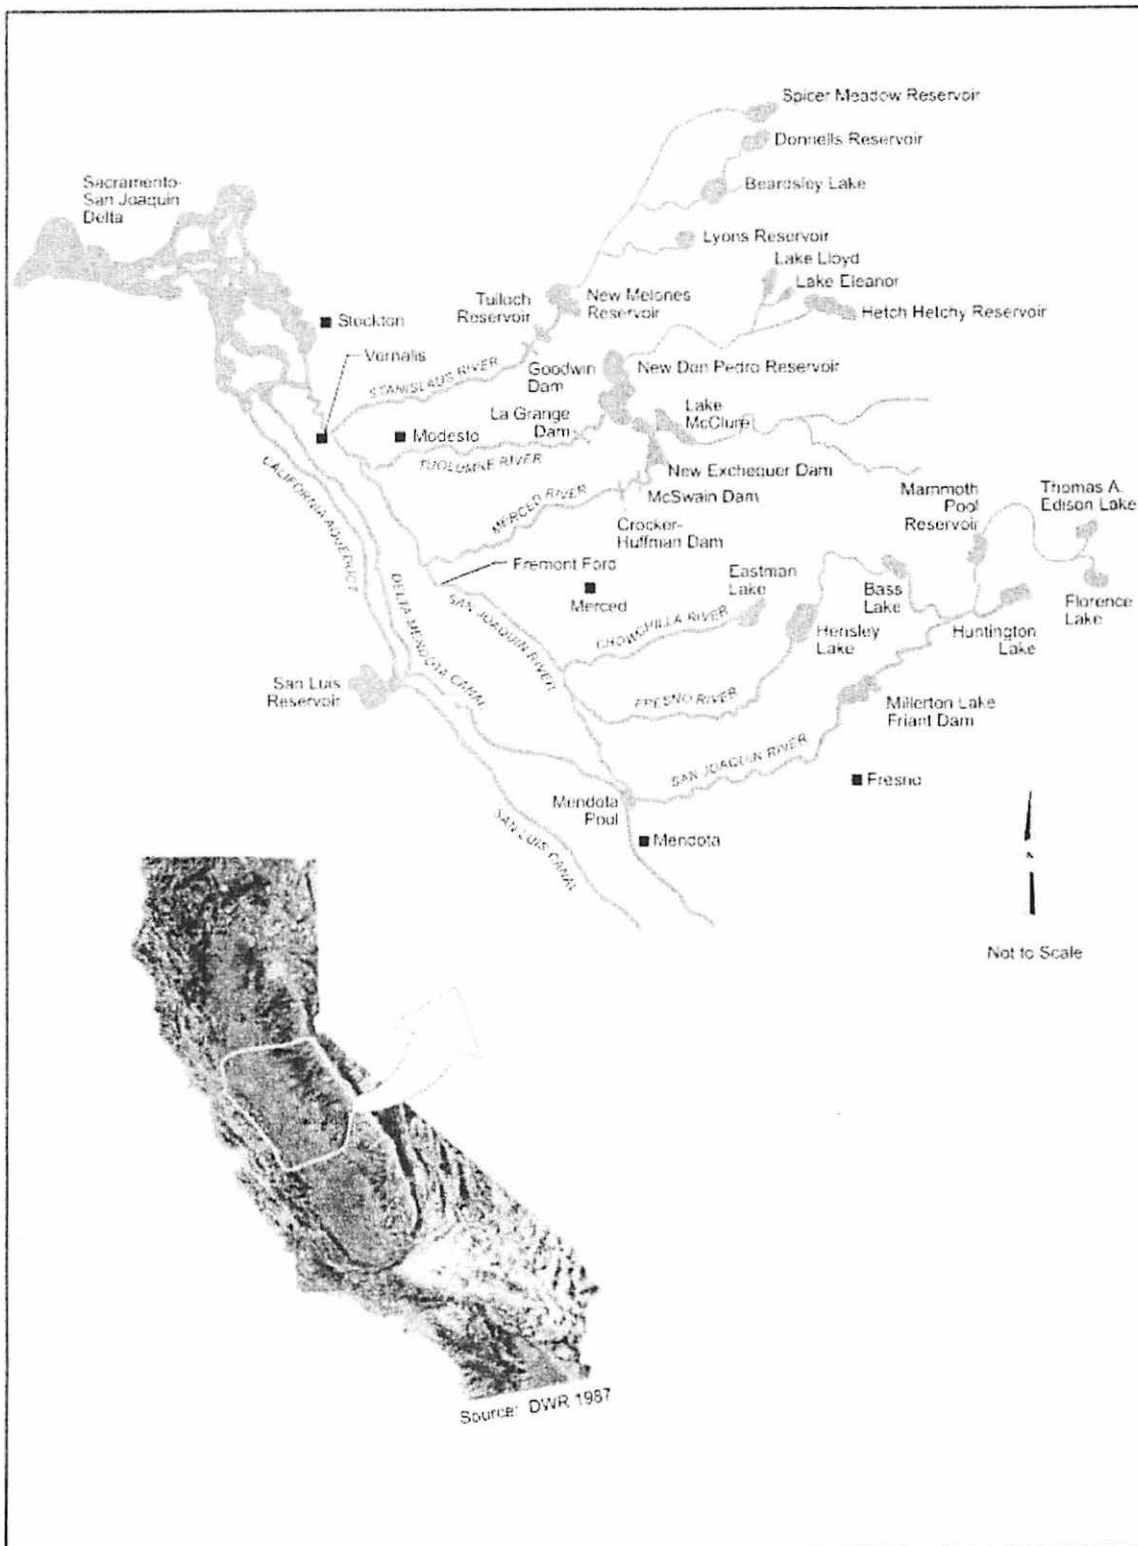 Spicer Meadow Reservoir
Donnells Reservoir
Beardsley Lake
Sacramento-
San Joaquin
Delta
Lyons Reservoir
Lake Lloyd
Lake Eleanor
Tulloch
Reservoir
New Melones
Reservoir
Hetch Hetchy Reservoir
Stockton
Vernalis
STANISLAUS RIVER
Goodwin
Dam
New Don Pedro Reservoir
La Grange
Dam
Lake
McClure
Modesto
TUOLUMNE RIVER
New Exchequer Dam
CALIFORNIA AQUEDUCT
MERCED RIVER
McSwain Dam
Mammoth
Pool
Reservoir
Thomas A.
Edison Lake
Crocker-
Huffman Dam
Fremont Ford
Merced
Eastman
Lake
Bass
Lake
Florence
Lake
DELTA MENDOTA CANAL
SAN JOAQUIN RIVER
CHOWCHILLA RIVER
Hensley
Lake
Huntington
Lake
San Luis
Reservoir
FRESNO RIVER
Millerton Lake
Friant Dam
SAN JOAQUIN RIVER
Fresno
Mendota
Pool
SAN LUIS CANAL
Mendota
N
Not to Scale
Source: DWR 1987